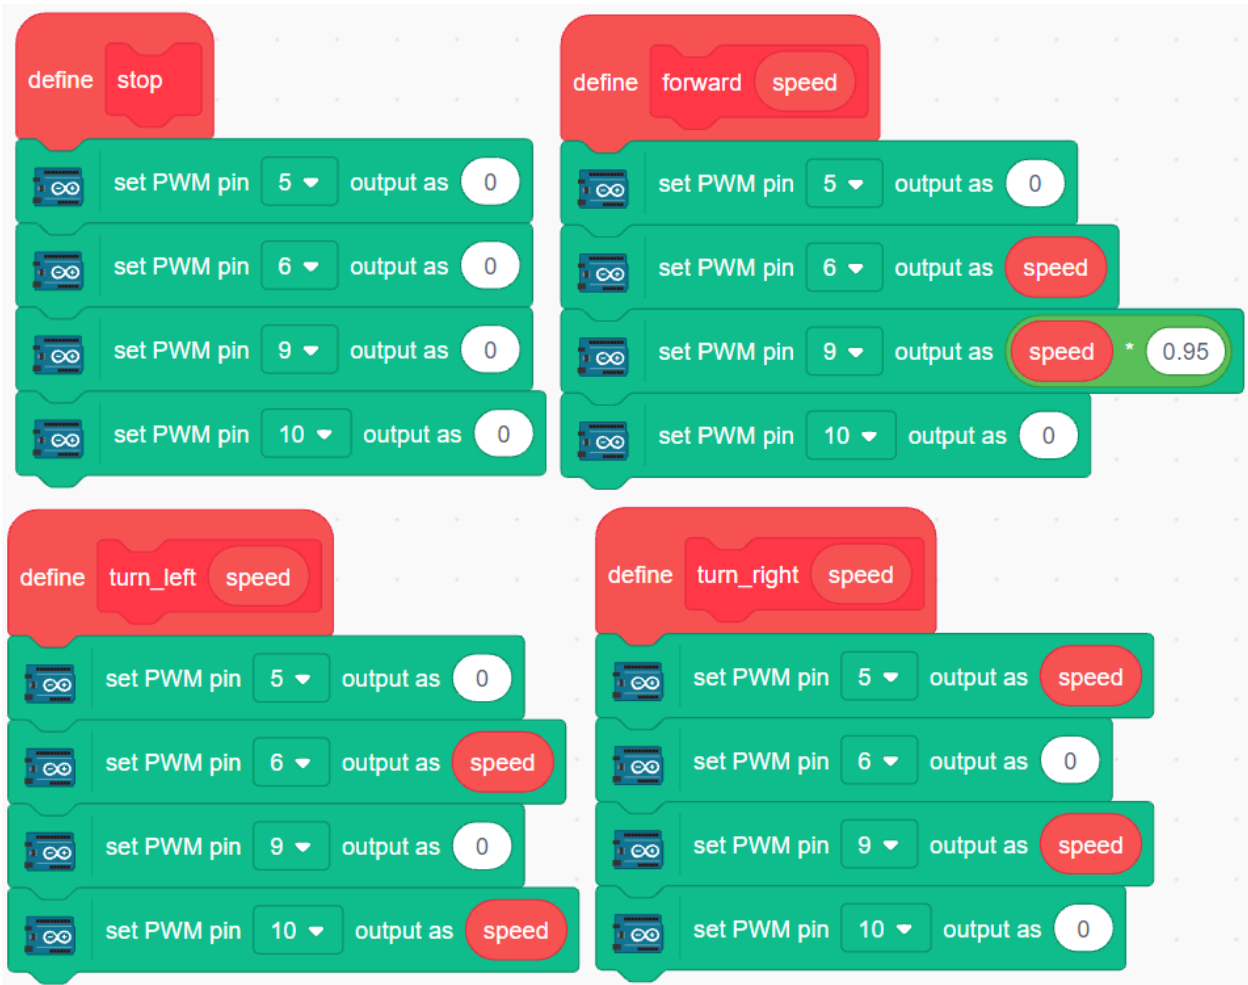 define stop
set PWM pin 5 output as 0
set PWM pin 6 output as 0
set PWM pin 9 output as 0
set PWM pin 10 output as 0
define forward speed
set PWM pin 5 output as 0
set PWM pin 6 output as speed
set PWM pin 9 output as speed * 0.95
set PWM pin 10 output as 0
define turn_left speed
set PWM pin 5 output as 0
set PWM pin 6 output as speed
set PWM pin 9 output as 0
set PWM pin 10 output as speed
define turn_right speed
set PWM pin 5 output as speed
set PWM pin 6 output as 0
set PWM pin 9 output as speed
set PWM pin 10 output as 0